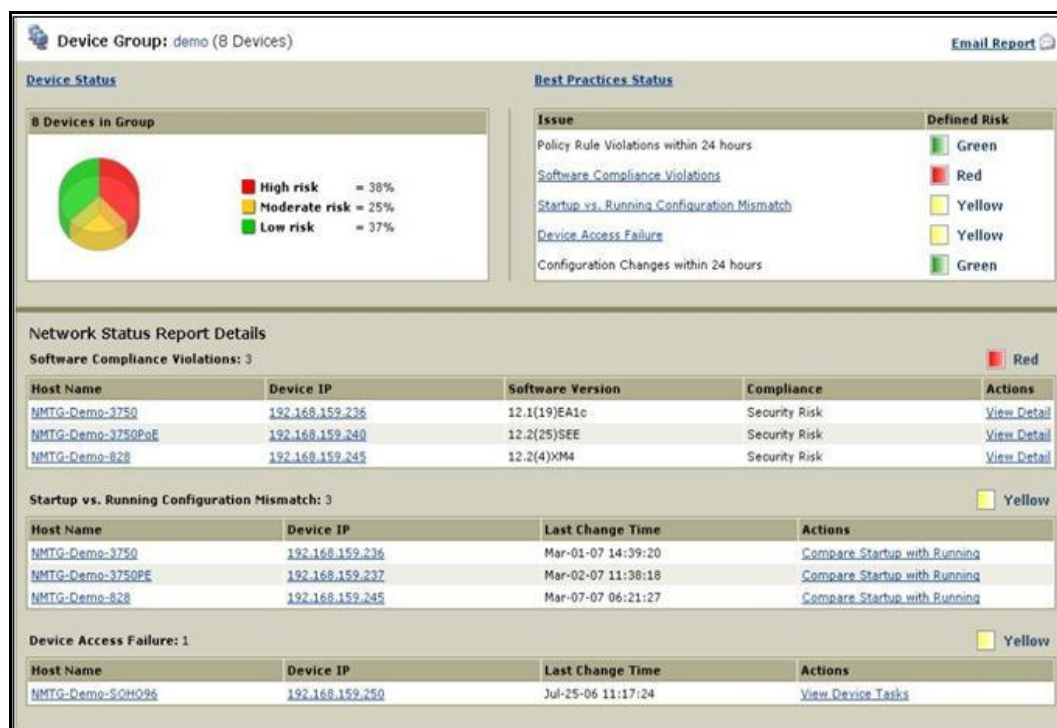 Device Group: demo (8 Devices)
Email Report
Device Status
Best Practices Status
8 Devices in Group
High risk = 38%
Moderate risk = 25%
Low risk = 37%
Issue Defined Risk
Policy Rule Violations within 24 hours Green
Software Compliance Violations Red
Startup vs. Running Configuration Mismatch Yellow
Device Access Failure Yellow
Configuration Changes within 24 hours Green
Network Status Report Details
Software Compliance Violations: 3 Red
Host Name Device IP Software Version Compliance Actions
NMTG-Demo-3750 192.168.159.236 12.1(19)EA1c Security Risk View Detail
NMTG-Demo-3750PoE 192.168.159.240 12.2(25)SEE Security Risk View Detail
NMTG-Demo-828 192.168.159.245 12.2(4)XM4 Security Risk View Detail
Startup vs. Running Configuration Mismatch: 3 Yellow
Host Name Device IP Last Change Time Actions
NMTG-Demo-3750 192.168.159.236 Mar-01-07 14:39:20 Compare Startup with Running
NMTG-Demo-3750PE 192.168.159.237 Mar-02-07 11:38:18 Compare Startup with Running
NMTG-Demo-828 192.168.159.245 Mar-07-07 06:21:27 Compare Startup with Running
Device Access Failure: 1 Yellow
Host Name Device IP Last Change Time Actions
NMTG-Demo-SOHO96 192.168.159.250 Jul-25-06 11:17:24 View Device Tasks